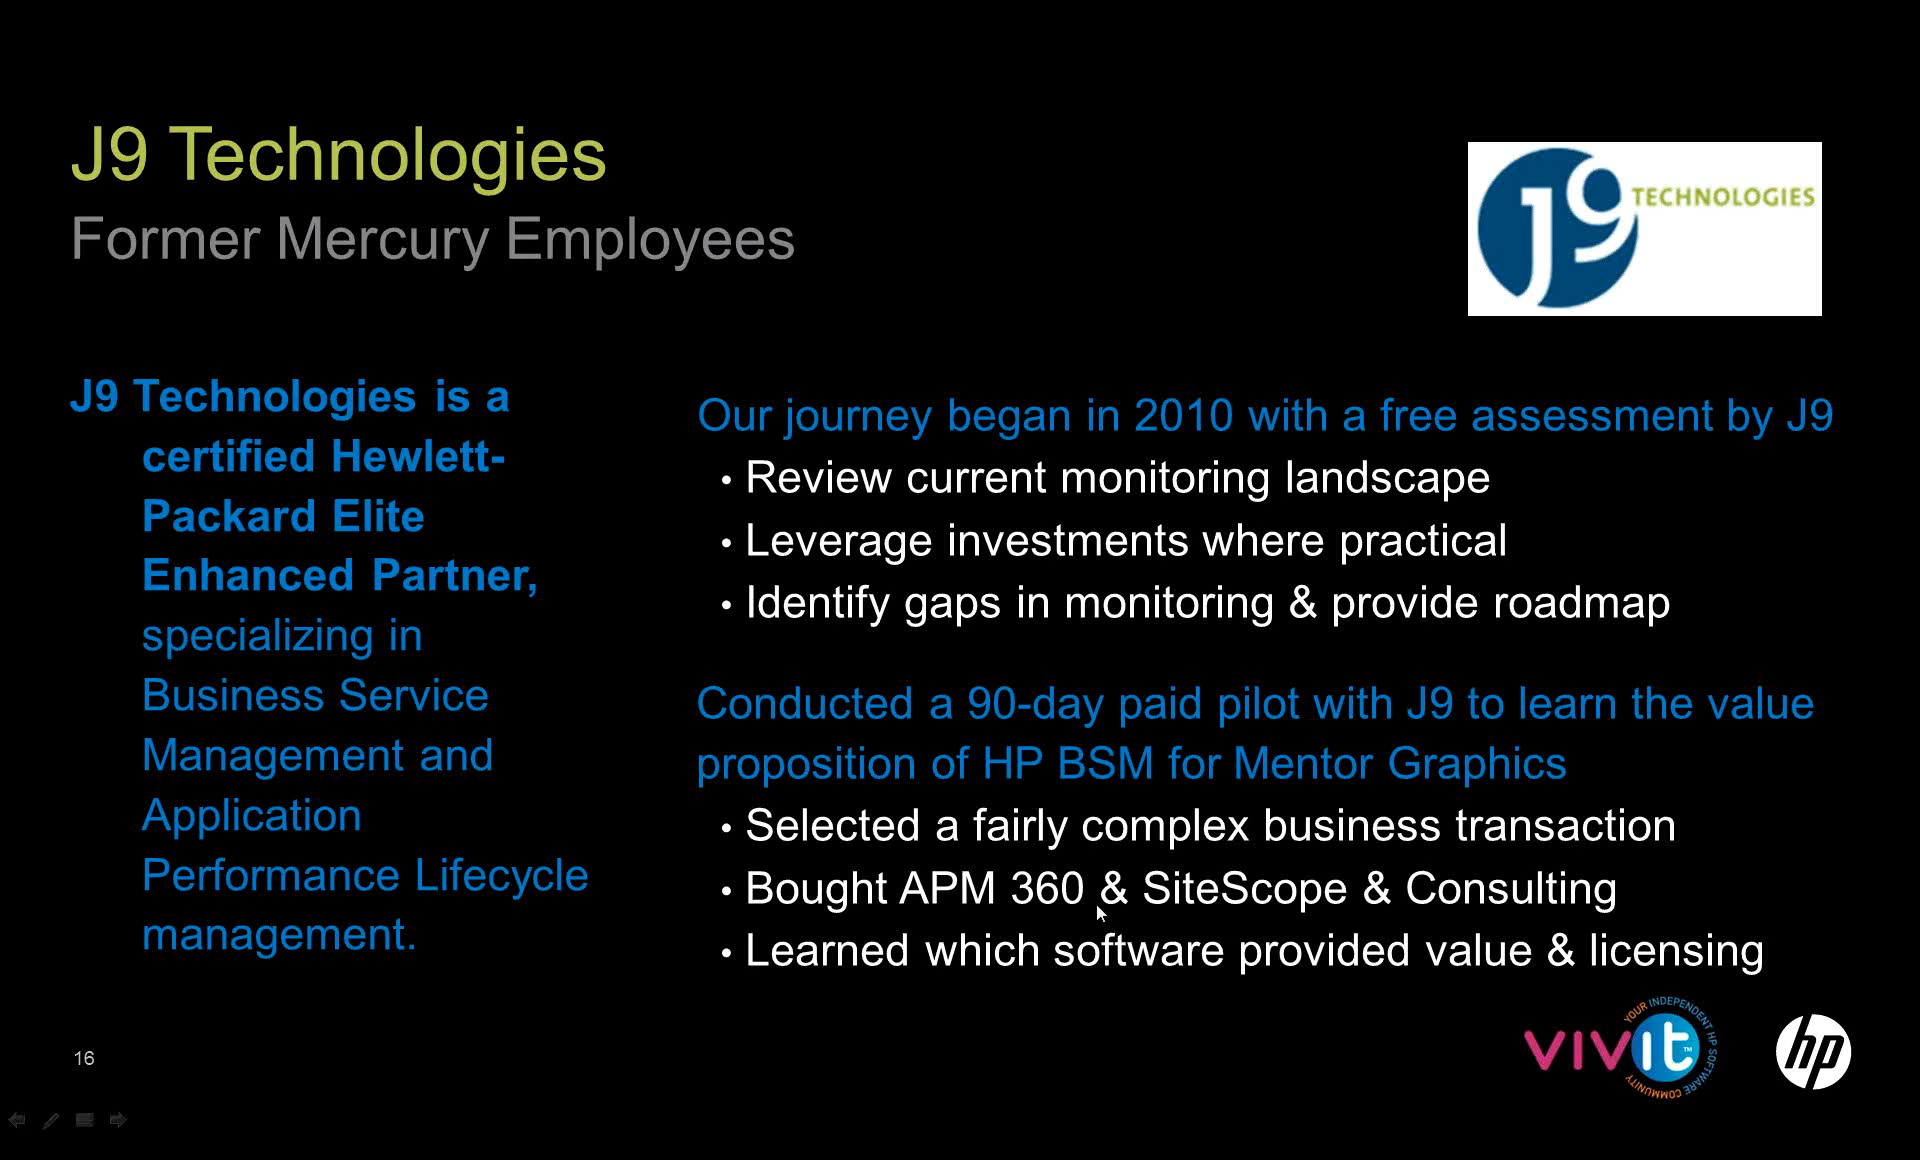 J9 Technologies
Former Mercury Employees
J9 TECHNOLOGIES
J9 Technologies is a
certified Hewlett-
Packard Elite
Enhanced Partner,
specializing in
Business Service
Management and
Application
Performance Lifecycle
management.
Our journey began in 2010 with a free assessment by J9
• Review current monitoring landscape
• Leverage investments where practical
• Identify gaps in monitoring & provide roadmap
Conducted a 90-day paid pilot with J9 to learn the value
proposition of HP BSM for Mentor Graphics
• Selected a fairly complex business transaction
• Bought APM 360 & SiteScope & Consulting
• Learned which software provided value & licensing
16
VIVit™
YOUR INDEPENDENT HP SOFTWARE COMMUNITY
hp